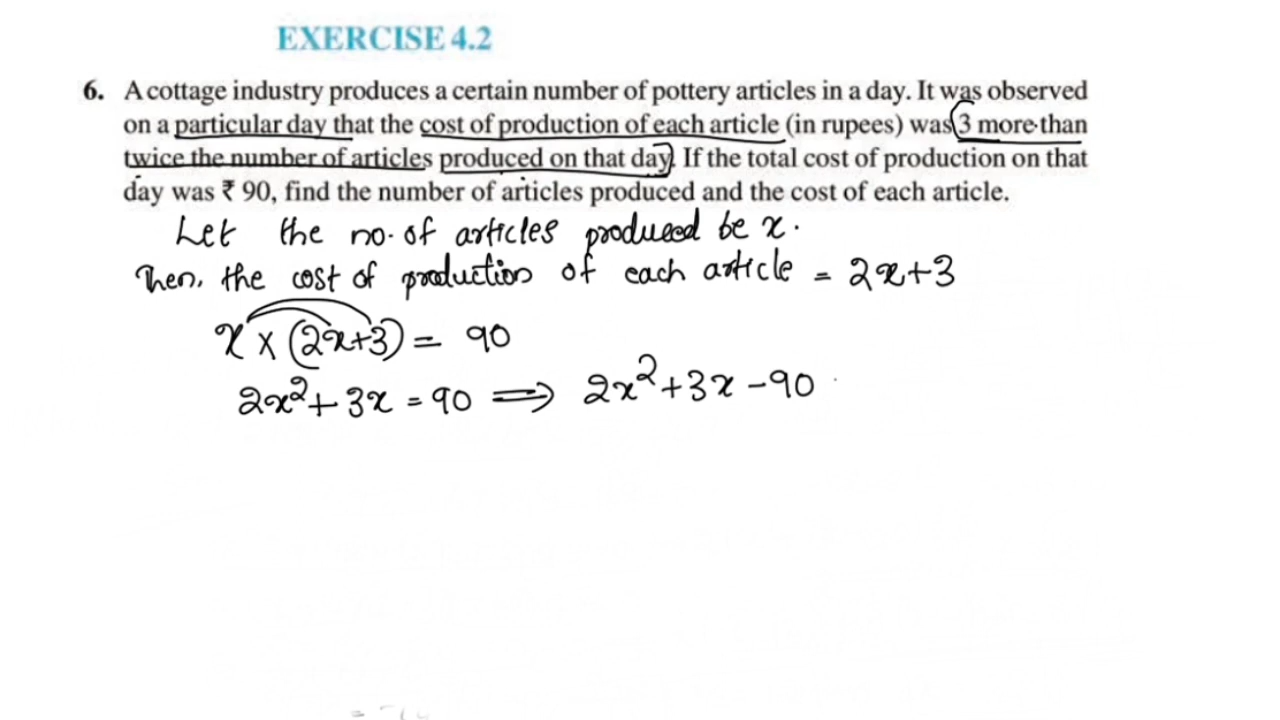 EXERCISE 4.2
6. A cottage industry produces a certain number of pottery articles in a day. It was observed
on a particular day that the cost of production of each article (in rupees) was 3 more than
twice the number of articles produced on that day. If the total cost of production on that
day was ₹ 90, find the number of articles produced and the cost of each article.
Let the no. of articles produced be x.
Then, the cost of production of each article = 2x+3
x × (2x+3) = 90
2x² + 3x = 90 ⟹ 2x² + 3x - 90